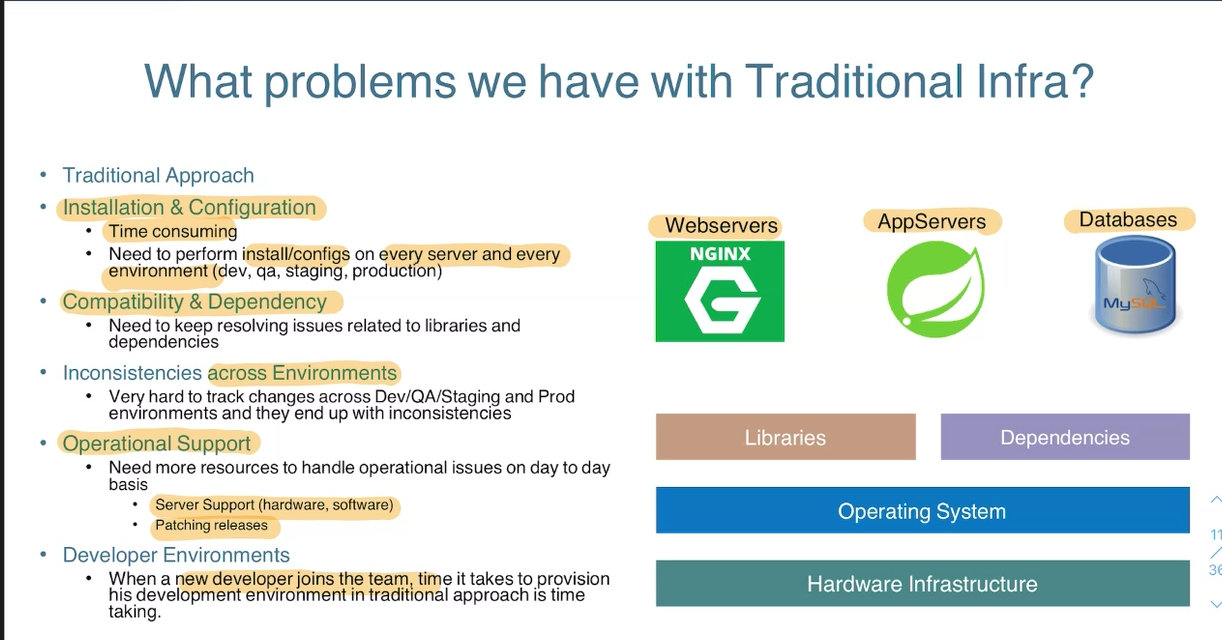 What problems we have with Traditional Infra?
• Traditional Approach
• Installation & Configuration
• Time consuming
• Need to perform install/configs on every server and every
environment (dev, qa, staging, production)
• Compatibility & Dependency
• Need to keep resolving issues related to libraries and
dependencies
• Inconsistencies across Environments
• Very hard to track changes across Dev/QA/Staging and Prod
environments and they end up with inconsistencies
• Operational Support
• Need more resources to handle operational issues on day to day
basis
• Server Support (hardware, software)
• Patching releases
• Developer Environments
• When a new developer joins the team, time it takes to provision
his development environment in traditional approach is time
taking.
Webservers
AppServers
Databases
NGINX
G
MySQL
Libraries
Dependencies
Operating System
Hardware Infrastructure
11
36